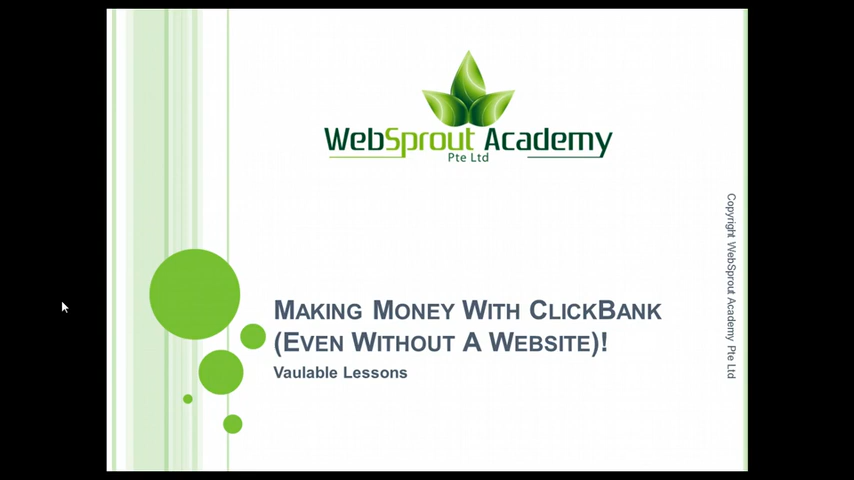 WebSprout Academy
Pte Ltd
Copyright WebSprout Academy Pte Ltd
MAKING MONEY WITH CLICKBANK
(EVEN WITHOUT A WEBSITE)!
Vaulable Lessons